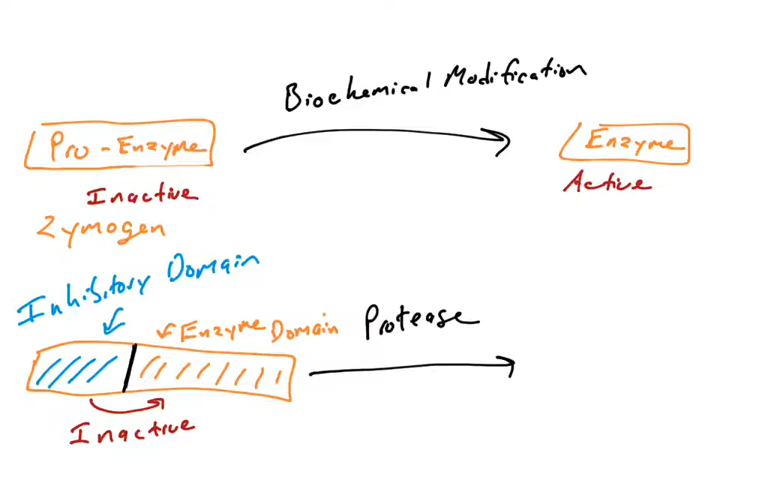 Biochemical Modification
Pro-Enzyme
Enzyme
Inactive
Active
Zymogen
Inhibitory Domain
Enzyme Domain
Protease
Inactive